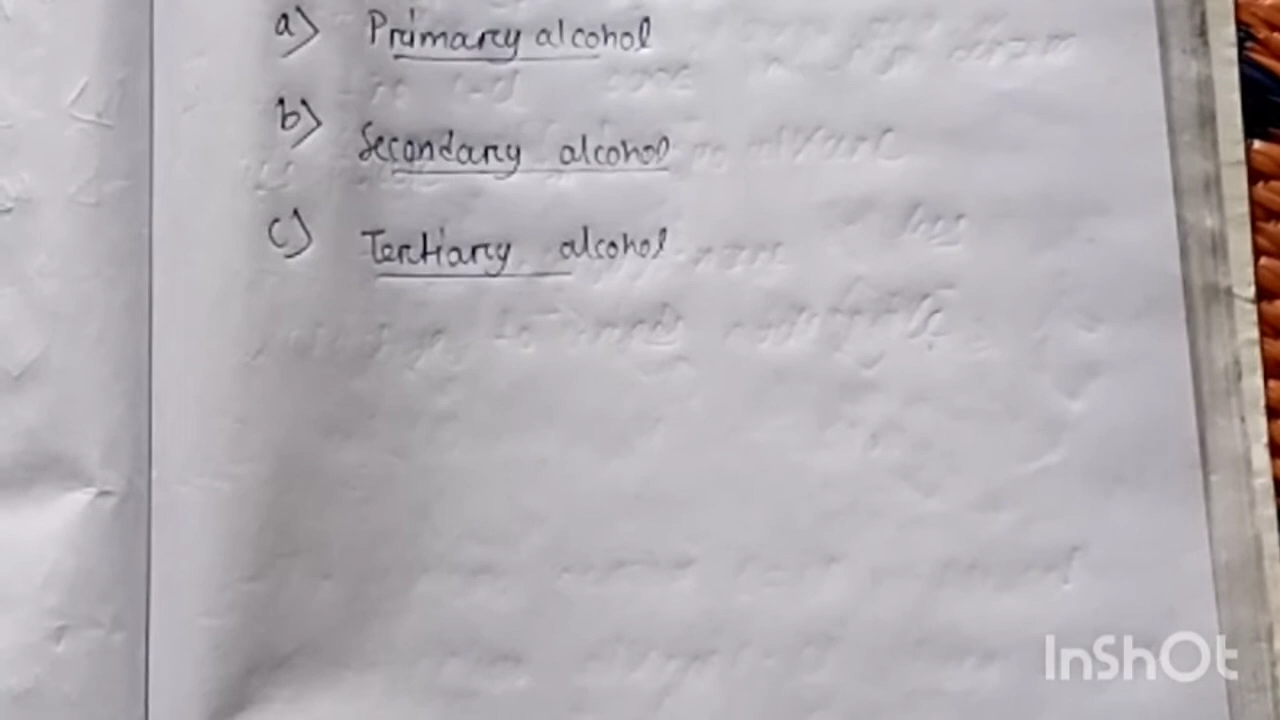 a) Primary alcohol
b) Secondary alcohol
c) Tertiary alcohol
InShOt